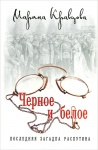 Марина Кравцова
Черное и белое
ПОСЛЕДНЯЯ ЗАГАДКА РАСПУТИНА